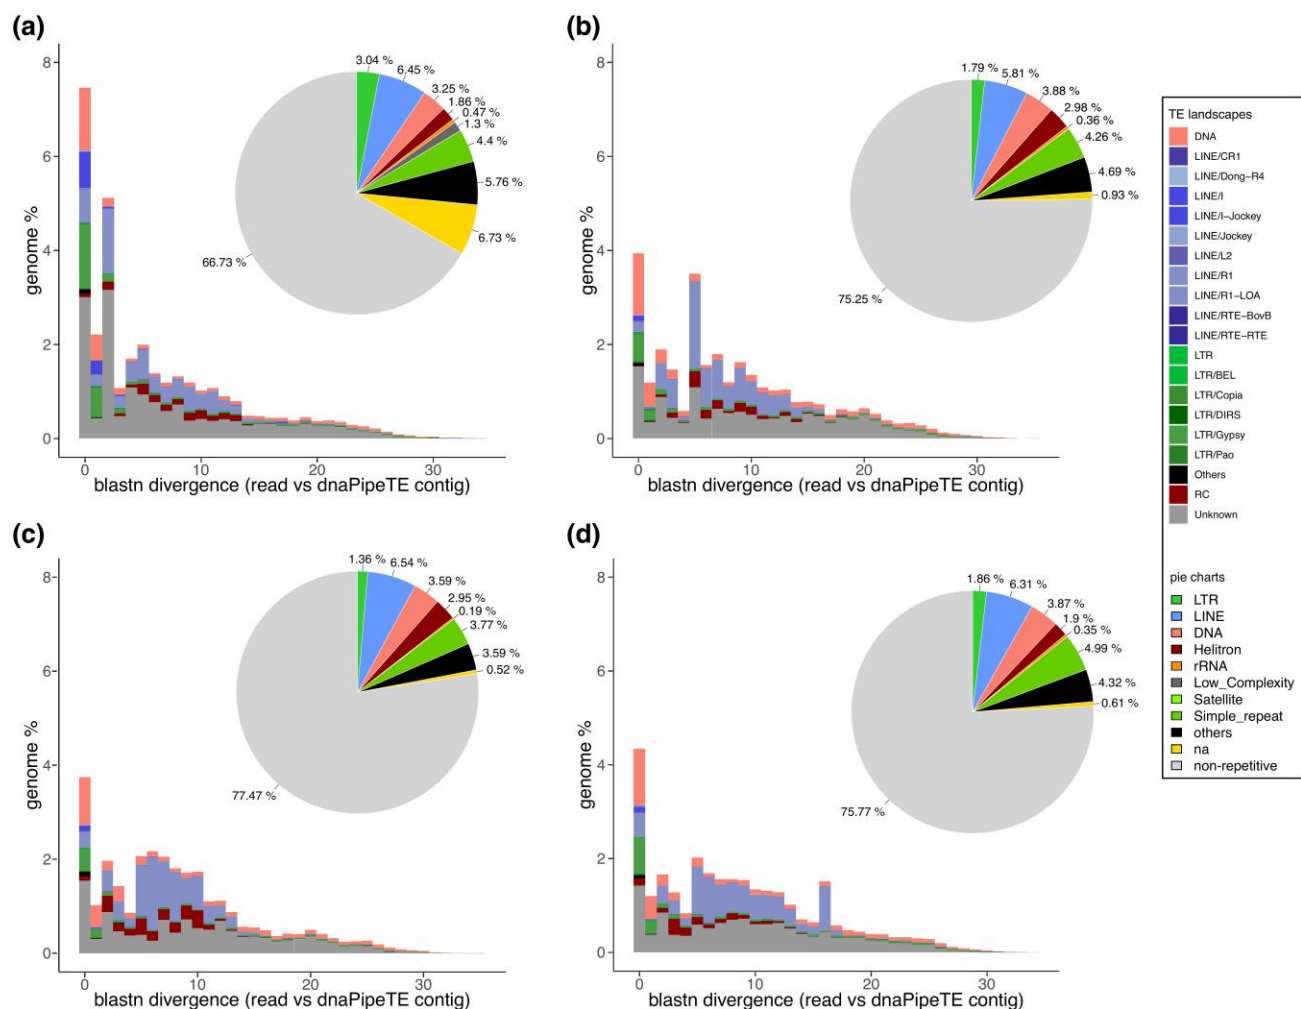 (a)
8
6
4
2
0
genome %
0
10
20
30
blastn divergence (read vs dnaPipeTE contig)
3.04 %
6.45 %
3.25 %
1.86 %
0.47 %
1.3 %
4.4 %
5.76 %
6.73 %
66.73 %
(b)
8
6
4
2
0
genome %
0
10
20
30
blastn divergence (read vs dnaPipeTE contig)
1.79 %
5.81 %
3.88 %
2.98 %
0.36 %
4.26 %
4.69 %
0.93 %
75.25 %
(c)
8
6
4
2
0
genome %
0
10
20
30
blastn divergence (read vs dnaPipeTE contig)
1.36 %
6.54 %
3.59 %
2.95 %
0.19 %
3.77 %
3.59 %
0.52 %
77.47 %
(d)
8
6
4
2
0
genome %
0
10
20
30
blastn divergence (read vs dnaPipeTE contig)
1.86 %
6.31 %
3.87 %
1.9 %
0.35 %
4.99 %
4.32 %
0.61 %
75.77 %
TE landscapes
DNA
LINE/CR1
LINE/Dong−R4
LINE/I
LINE/I−Jockey
LINE/Jockey
LINE/L2
LINE/R1
LINE/R1−LOA
LINE/RTE−BovB
LINE/RTE−RTE
LTR
LTR/BEL
LTR/Copia
LTR/DIRS
LTR/Gypsy
LTR/Pao
Others
RC
Unknown
pie charts
LTR
LINE
DNA
Helitron
rRNA
Low_Complexity
Satellite
Simple_repeat
others
na
non−repetitive